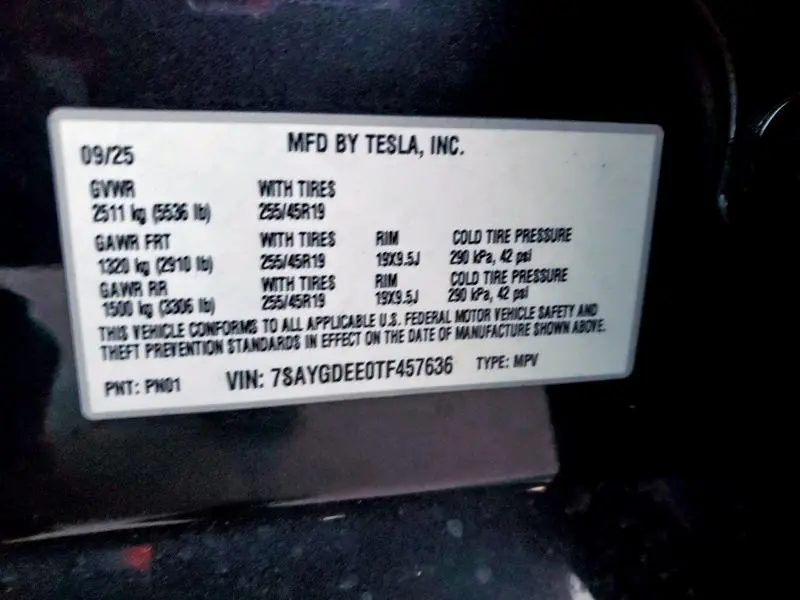 09/25 MFD BY TESLA, INC.
GVWR WITH TIRES
2511 kg (5536 lb) 255/45R19
GAWR FRT WITH TIRES RIM COLD TIRE PRESSURE
1320 kg (2910 lb) 255/45R19 19X9.5J 290 kPa, 42 psi
GAWR RR WITH TIRES RIM COLD TIRE PRESSURE
1500 kg (3306 lb) 255/45R19 19X9.5J 290 kPa, 42 psi
THIS VEHICLE CONFORMS TO ALL APPLICABLE U.S. FEDERAL MOTOR VEHICLE SAFETY AND
THEFT PREVENTION STANDARDS IN EFFECT ON THE DATE OF MANUFACTURE SHOWN ABOVE.
PNT: PN01 VIN: 7SAYGDEE0TF457636 TYPE: MPV